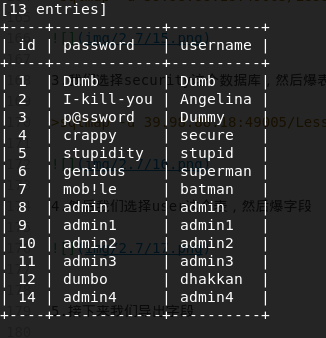 [13 entries]
+----+------------+----------+
| id | password   | username |
+----+------------+----------+
| 1  | Dumb       | Dumb     |
| 2  | I-kill-you | Angelina |
| 3  | p@ssword   | Dummy    |
| 4  | crappy     | secure   |
| 5  | stupidity  | stupid   |
| 6  | genious    | superman |
| 7  | mob!le     | batman   |
| 8  | admin      | admin    |
| 9  | admin1     | admin1   |
| 10 | admin2     | admin2   |
| 11 | admin3     | admin3   |
| 12 | dumbo      | dhakkan  |
| 14 | admin4     | admin4   |
+----+------------+----------+